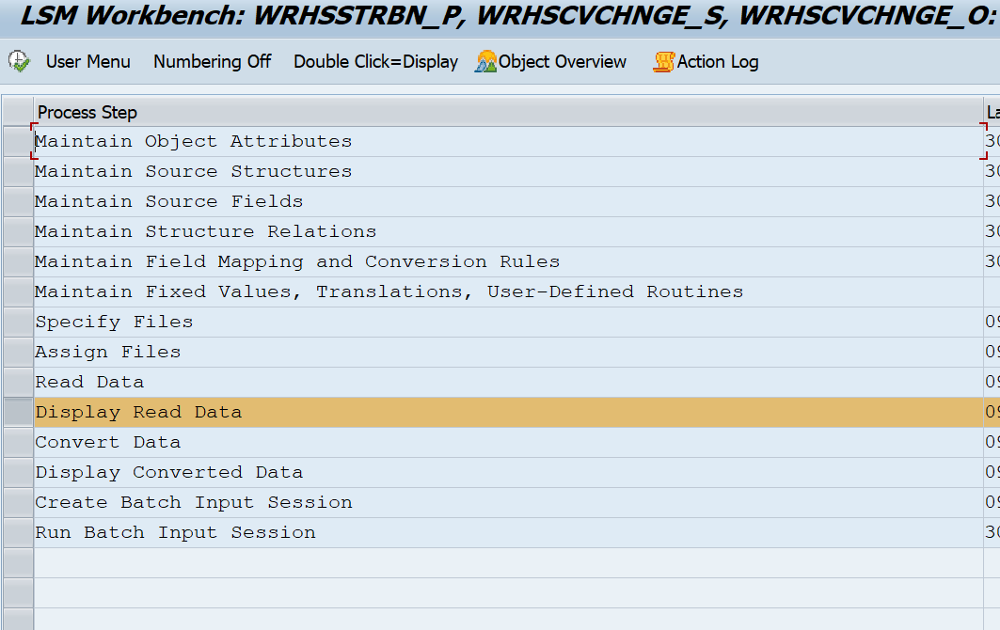 LSM Workbench: WRHSSTRBN_P, WRHSCVCHNGE_S, WRHSCVCHNGE_O:
User Menu Numbering Off Double Click=Display Object Overview Action Log
Process Step La
Maintain Object Attributes 30
Maintain Source Structures 30
Maintain Source Fields 30
Maintain Structure Relations 30
Maintain Field Mapping and Conversion Rules 30
Maintain Fixed Values, Translations, User-Defined Routines
Specify Files 09
Assign Files 09
Read Data 09
Display Read Data 09
Convert Data 09
Display Converted Data 09
Create Batch Input Session 09
Run Batch Input Session 30